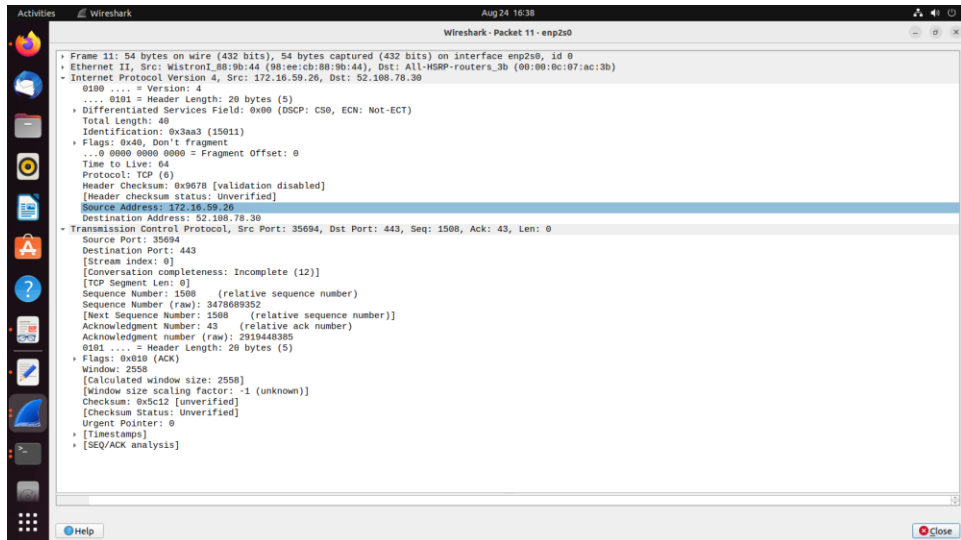 Activities Wireshark Aug 24 16:38
Wireshark · Packet 11 · enp2s0
Frame 11: 54 bytes on wire (432 bits), 54 bytes captured (432 bits) on interface enp2s0, id 0
Ethernet II, Src: WistronI_88:9b:44 (98:ee:cb:88:9b:44), Dst: All-HSRP-routers_3b (00:00:0c:07:ac:3b)
Internet Protocol Version 4, Src: 172.16.59.26, Dst: 52.108.78.30
0100 .... = Version: 4
.... 0101 = Header Length: 20 bytes (5)
Differentiated Services Field: 0x00 (DSCP: CS0, ECN: Not-ECT)
Total Length: 40
Identification: 0x3aa3 (15011)
Flags: 0x40, Don't fragment
...0 0000 0000 0000 = Fragment Offset: 0
Time to Live: 64
Protocol: TCP (6)
Header Checksum: 0x9678 [validation disabled]
[Header checksum status: Unverified]
Source Address: 172.16.59.26
Destination Address: 52.108.78.30
Transmission Control Protocol, Src Port: 35694, Dst Port: 443, Seq: 1508, Ack: 43, Len: 0
Source Port: 35694
Destination Port: 443
[Stream index: 0]
[Conversation completeness: Incomplete (12)]
[TCP Segment Len: 0]
Sequence Number: 1508 (relative sequence number)
Sequence Number (raw): 3478689352
[Next Sequence Number: 1508 (relative sequence number)]
Acknowledgment Number: 43 (relative ack number)
Acknowledgment number (raw): 2919448385
0101 .... = Header Length: 20 bytes (5)
Flags: 0x010 (ACK)
Window: 2558
[Calculated window size: 2558]
[Window size scaling factor: -1 (unknown)]
Checksum: 0x5c12 [unverified]
[Checksum Status: Unverified]
Urgent Pointer: 0
[Timestamps]
[SEQ/ACK analysis]
Help Close